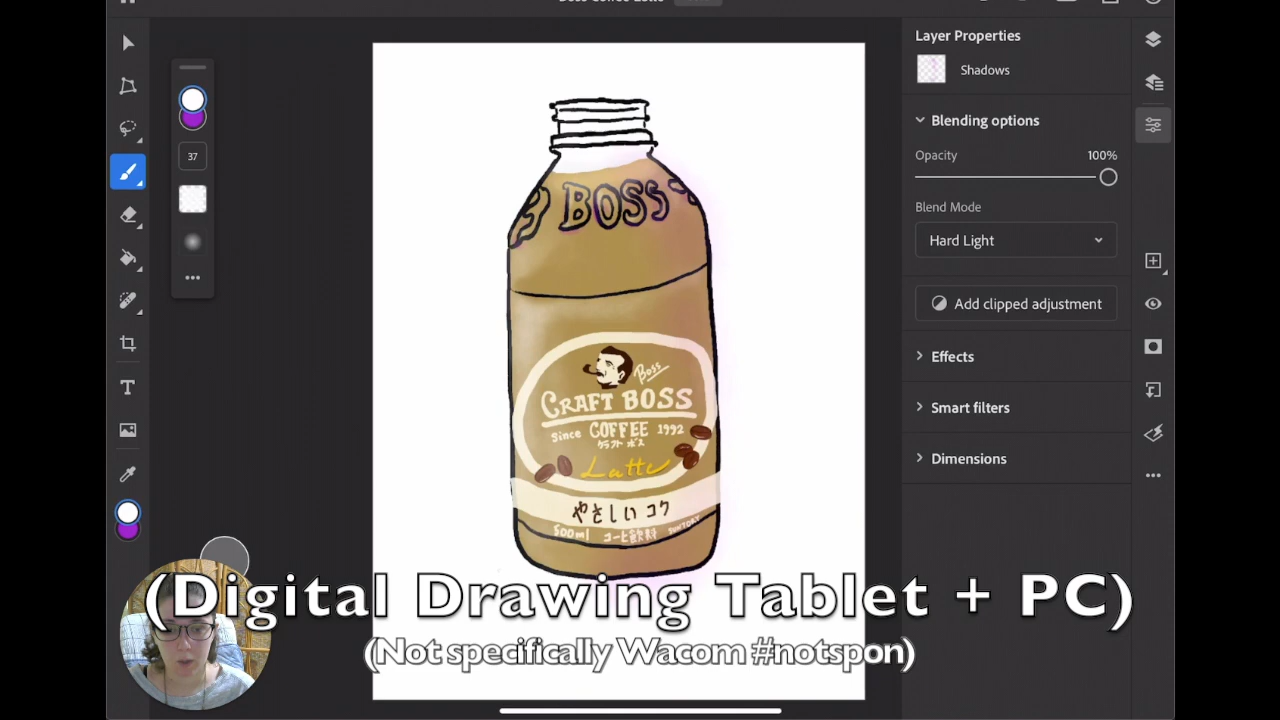 Layer Properties
Shadows
Blending options
Opacity 100%
Blend Mode
Hard Light
Add clipped adjustment
Effects
Smart filters
Dimensions
37
T
BOSS
Boss
CRAFT BOSS
Since COFFEE 1992
クラフトボス
Latte
やさしいコク
500ml コーヒ飲料 SUNTORY
(Digital Drawing Tablet + PC)
(Not specifically Wacom #notspon)